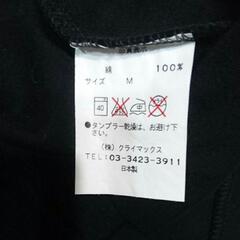 綿 100%
サイズ M
40 中
●タンブラー乾燥は、お避け下
さい。
(株)クライマックス
TEL:03-3423-3911
日本製